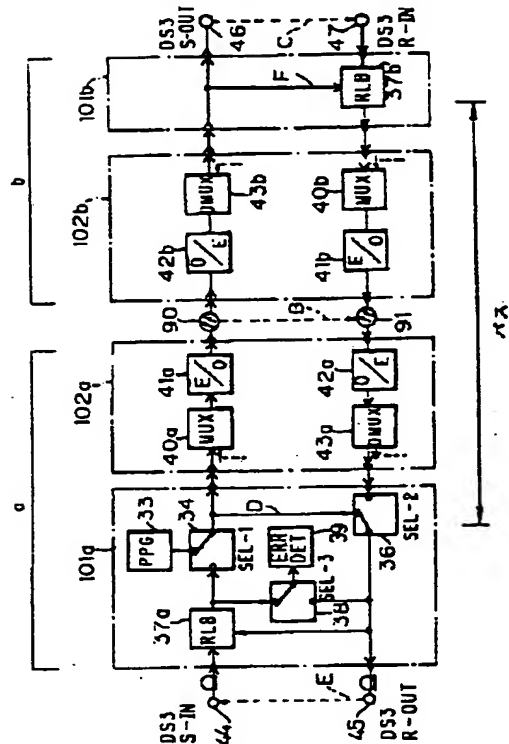 a
b
101a
102a
102b
101b
DS3
S-IN
44
37a
RLB
PPG
33
34
SEL-1
40a
MUX
41a
E/O
90
42b
O/E
43b
DMUX
46
DS3
S-OUT
D
ERR
DET
39
SEL-3
38
SEL-2
36
43a
DMUX
42a
O/E
B
91
41b
E/O
40b
MUX
F
RLB
37b
C
47
DS3
R-IN
E
45
DS3
R-OUT
パス